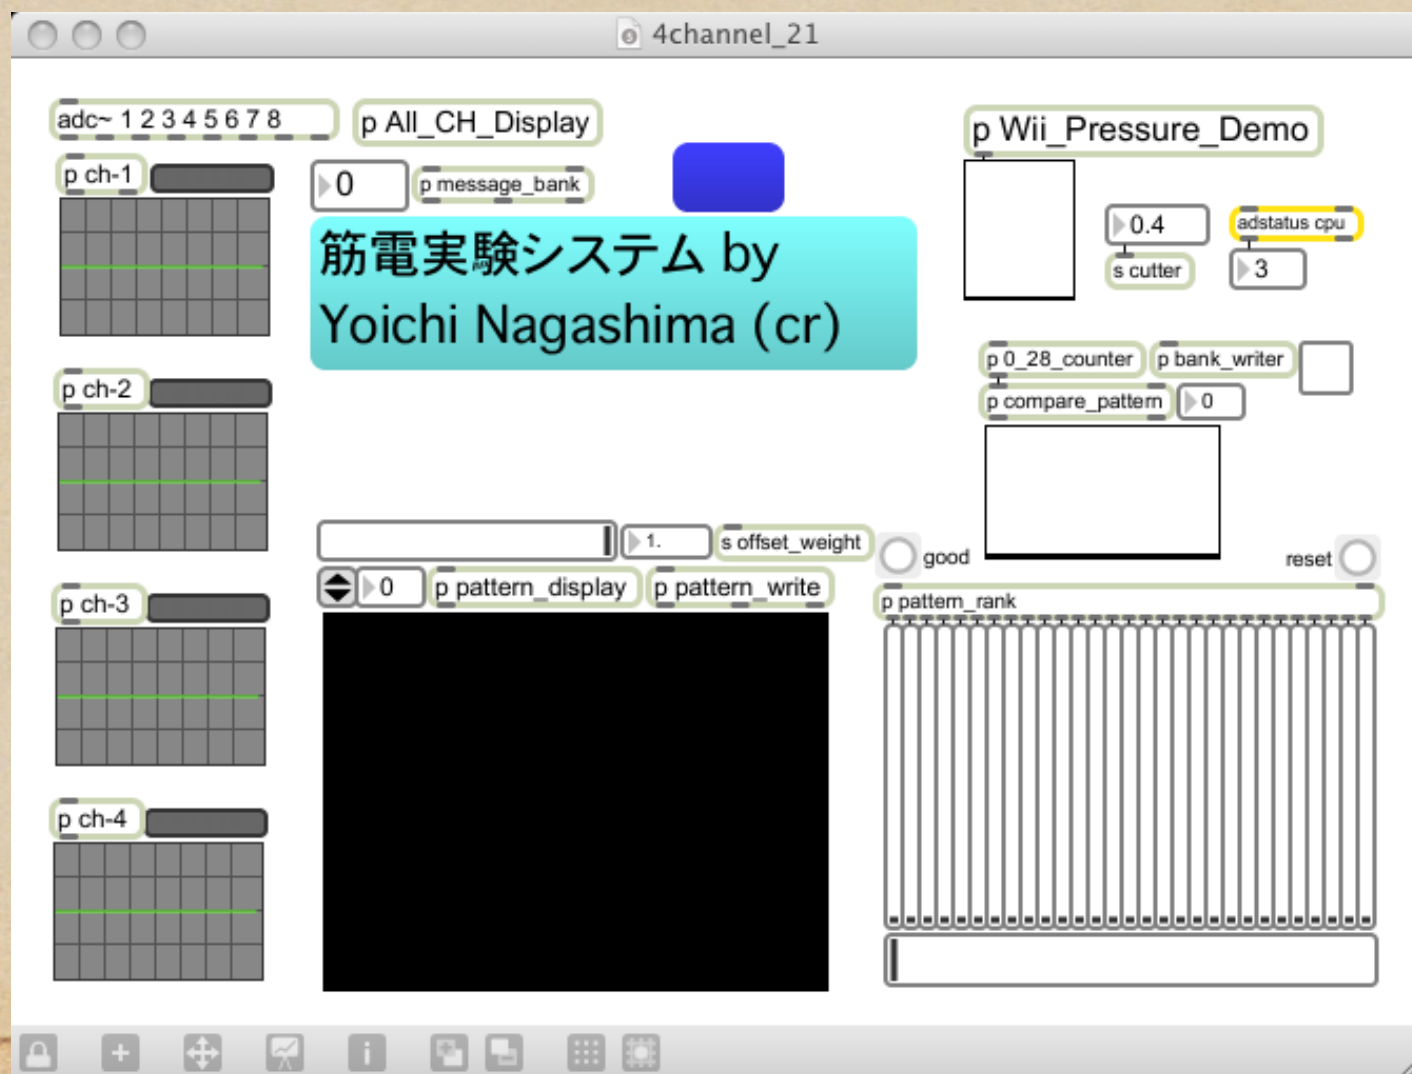 4channel_21
adc~ 1 2 3 4 5 6 7 8
p All_CH_Display
p Wii_Pressure_Demo
p ch-1
0
p message_bank
筋電実験システム by
Yoichi Nagashima (cr)
0.4
adstatus cpu
s cutter
3
p 0_28_counter
p bank_writer
p compare_pattern
0
p ch-2
1.
s offset_weight
good
reset
0
p pattern_display
p pattern_write
p pattern_rank
p ch-3
p ch-4